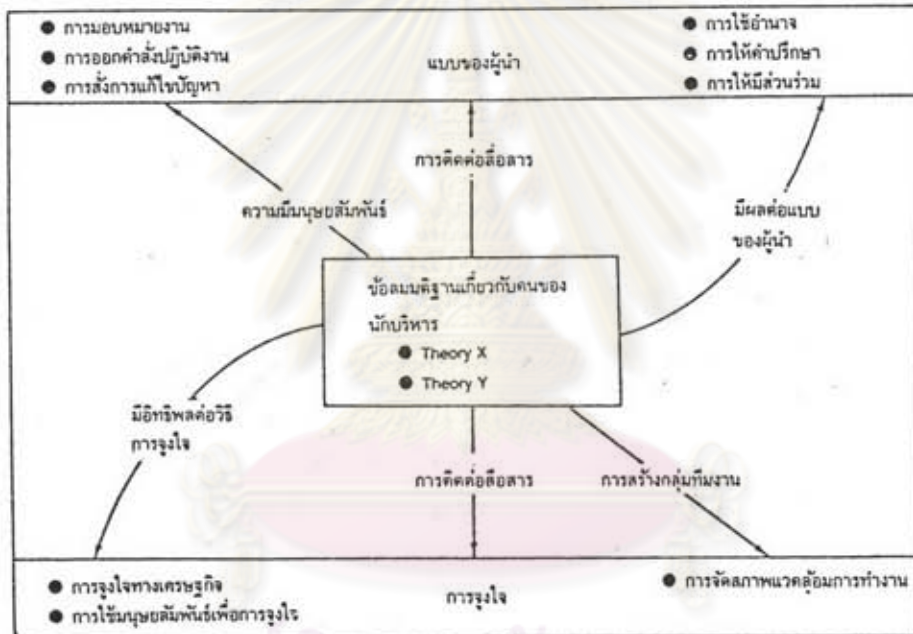 ● การมอบหมายงาน
● การออกคำสั่งปฏิบัติงาน
● การสั่งการแก้ไขปัญหา
แบบของผู้นำ
● การใช้อำนาจ
● การให้คำปรึกษา
● การให้มีส่วนร่วม
การติดต่อสื่อสาร
ความมีมนุษยสัมพันธ์
มีผลต่อแบบ
ของผู้นำ
ข้อสมมติฐานเกี่ยวกับคนของ
นักบริหาร
● Theory X
● Theory Y
มีอิทธิพลต่อวิธี
การจูงใจ
การติดต่อสื่อสาร
การสร้างกลุ่มทีมงาน
● การจูงใจทางเศรษฐกิจ
● การใช้มนุษยสัมพันธ์เพื่อการจูงใจ
การจูงใจ
● การจัดสภาพแวดล้อมการทำงาน